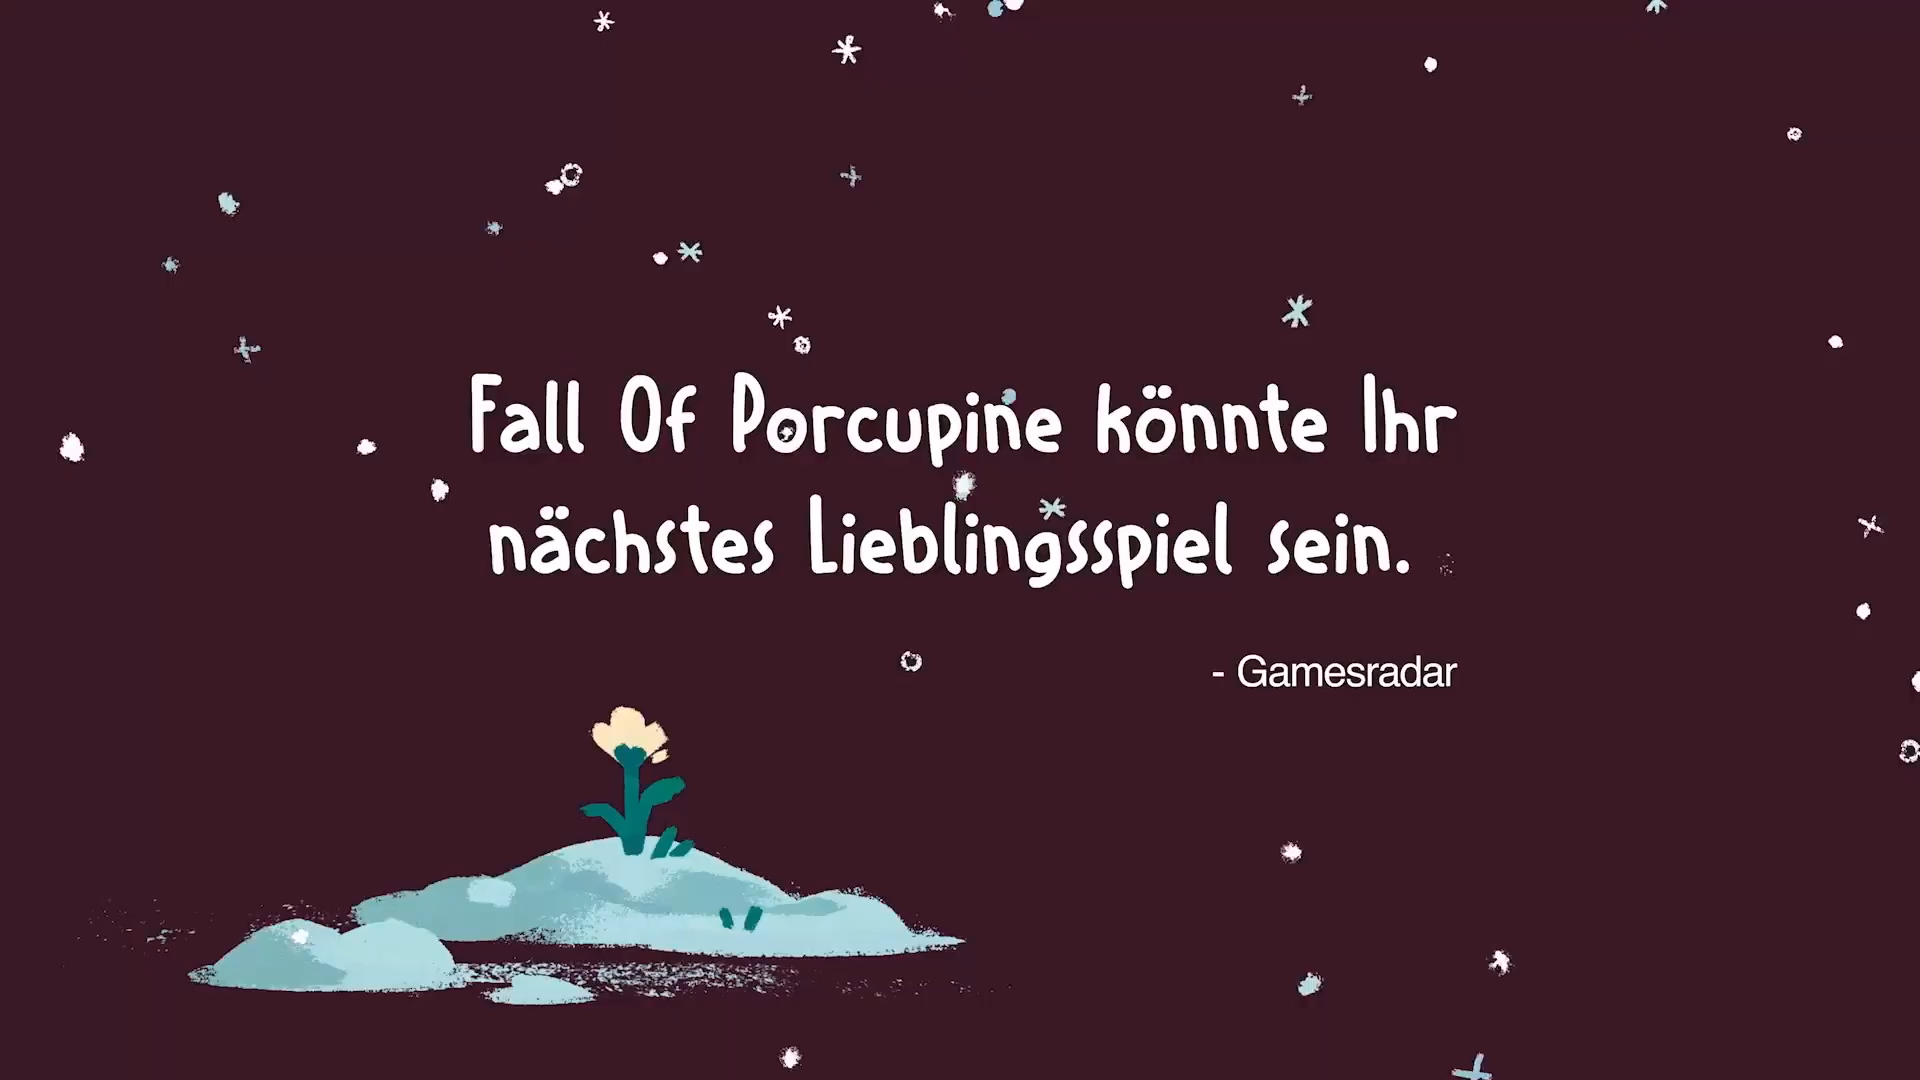 Fall Of Porcupine könnte Ihr
nächstes Lieblingsspiel sein.
- Gamesradar